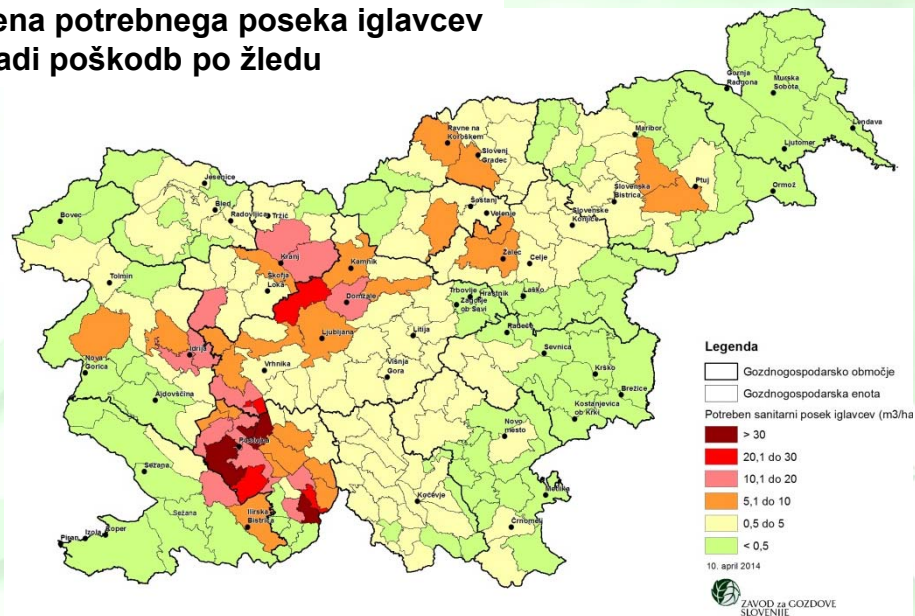 ena potrebnega poseka iglavcev
adi poškodb po žledu
Gornja
Radgona
Murska
Sobota
Lendava
Ljutomer
Ormož
Maribor
Ptuj
Ravne na
Koroškem
Slovenj
Gradec
Slovenska
Bistrica
Slovenske
Konjice
Šoštanj
Velenje
Žalec
Celje
Jesenice
Bled
Radovljica
Tržič
Bovec
Kranj
Škofja
Loka
Kamnik
Domžale
Tolmin
Trbovlje
Hrastnik
Zagorje
ob Savi
Laško
Ljubljana
Litija
Radeče
Idrija
Nova
Gorica
Vrhnika
Višnja
Gora
Sevnica
Ajdovščina
Krško
Brežice
Kostanjevica
ob Krki
Novo
mesto
Postojna
Sežana
Sežana
Kočevje
Metlika
Črnomelj
Ilirska
Bistrica
Piran
Izola
Koper
Legenda
Gozdnogospodarsko območje
Gozdnogospodarska enota
Potreben sanitarni posek iglavcev (m3/ha
> 30
20,1 do 30
10,1 do 20
5,1 do 10
0,5 do 5
< 0,5
10. april 2014
ZAVOD za GOZDOVE
SLOVENIJE